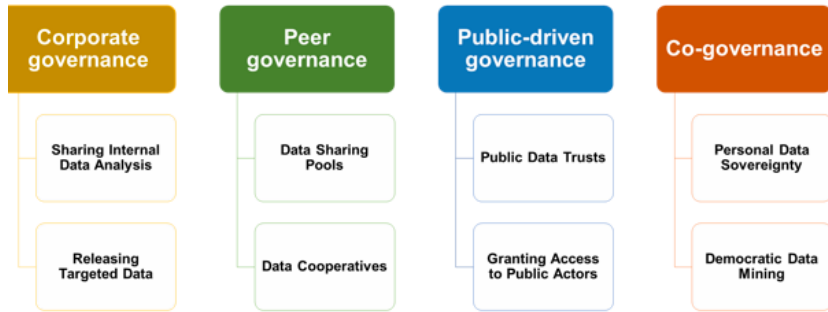 Corporate
governance
Sharing Internal
Data Analysis
Releasing
Targeted Data
Peer
governance
Data Sharing
Pools
Data Cooperatives
Public-driven
governance
Public Data Trusts
Granting Access
to Public Actors
Co-governance
Personal Data
Sovereignty
Democratic Data
Mining